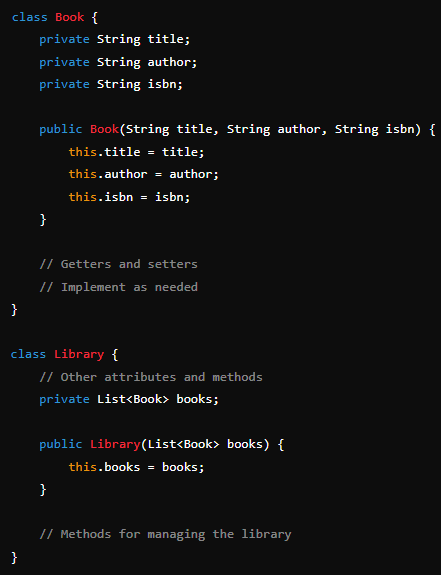 class Book {
    private String title;
    private String author;
    private String isbn;

    public Book(String title, String author, String isbn) {
        this.title = title;
        this.author = author;
        this.isbn = isbn;
    }

    // Getters and setters
    // Implement as needed
}

class Library {
    // Other attributes and methods
    private List<Book> books;

    public Library(List<Book> books) {
        this.books = books;
    }

    // Methods for managing the library
}